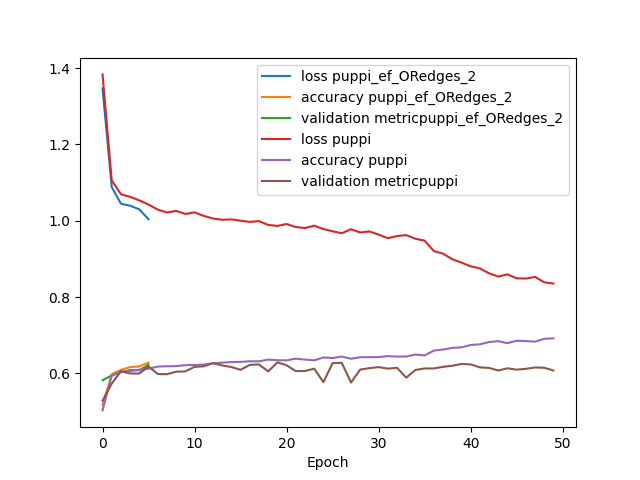 1.4
1.2
1.0
0.8
0.6
loss puppi_ef_ORedges_2
accuracy puppi_ef_ORedges_2
validation metricpuppi_ef_ORedges_2
loss puppi
accuracy puppi
validation metricpuppi
0 10 20 30 40 50
Epoch